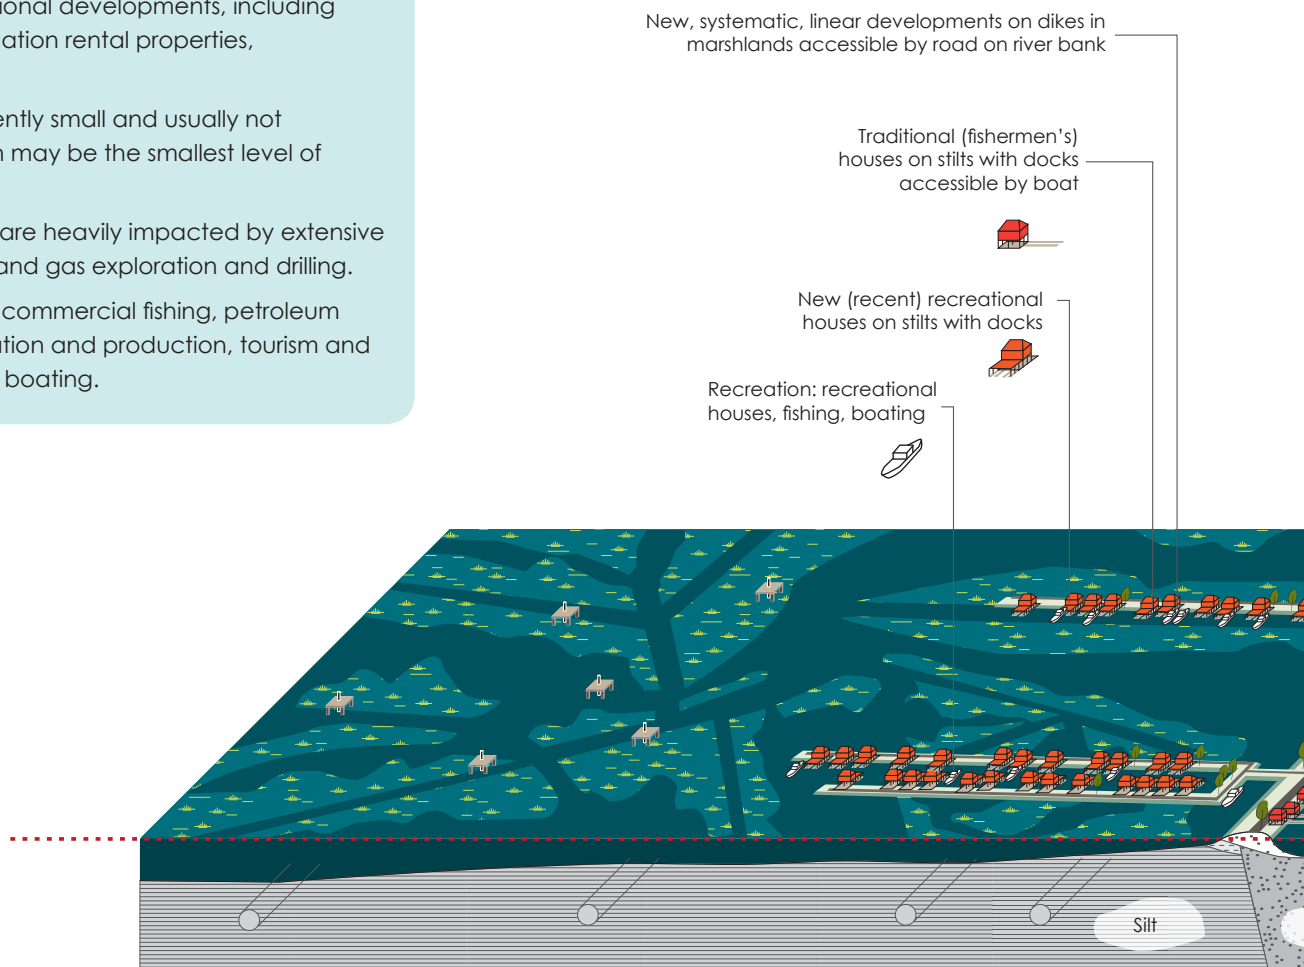 onal developments, including
ation rental properties,
ently small and usually not
may be the smallest level of
are heavily impacted by extensive
and gas exploration and drilling.
commercial fishing, petroleum
tion and production, tourism and
boating.
New, systematic, linear developments on dikes in
marshlands accessible by road on river bank
Traditional (fishermen’s)
houses on stilts with docks
accessible by boat
New (recent) recreational
houses on stilts with docks
Recreation: recreational
houses, fishing, boating
Silt